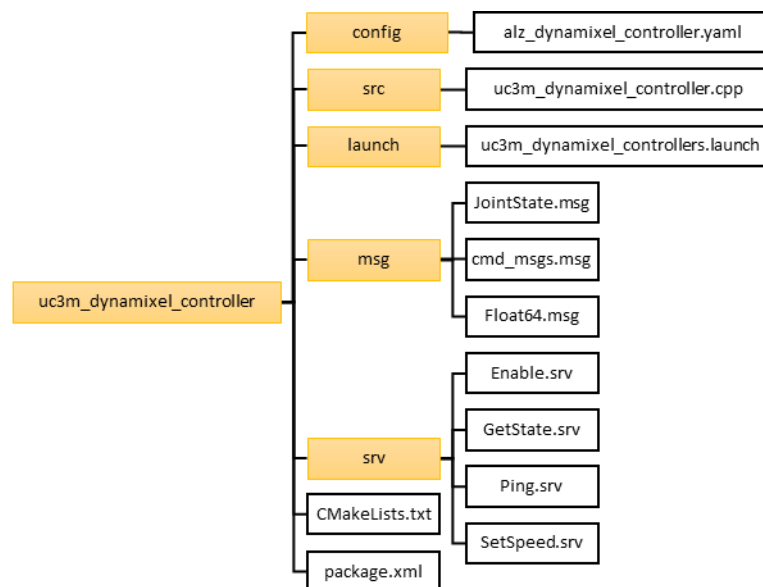 config
alz_dynamixel_controller.yaml
src
uc3m_dynamixel_controller.cpp
launch
uc3m_dynamixel_controllers.launch
JointState.msg
msg
cmd_msgs.msg
Float64.msg
uc3m_dynamixel_controller
Enable.srv
GetState.srv
srv
Ping.srv
CMakeLists.txt
SetSpeed.srv
package.xml